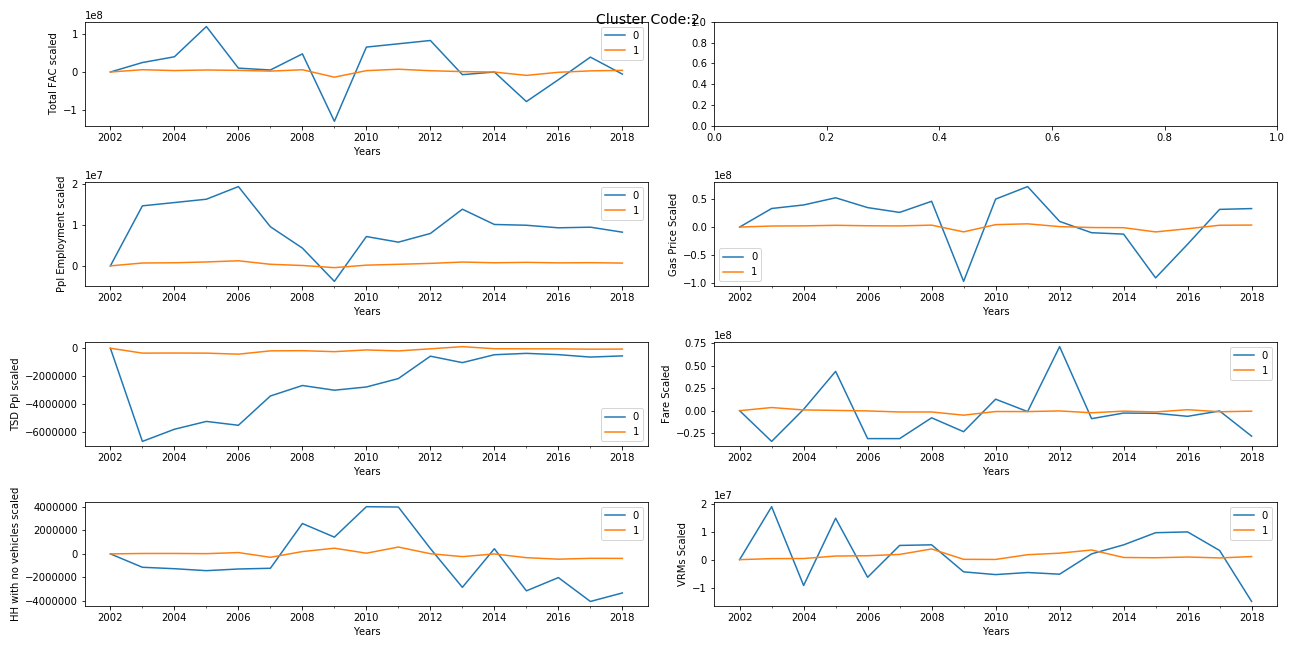 Cluster Code:2
1e8
Total FAC scaled
1
0
−1
0
1
2002 2004 2006 2008 2010 2012 2014 2016 2018
Years
1.0
0.8
0.6
0.4
0.2
0.0
0.0 0.2 0.4 0.6 0.8 1.0
1e7
Ppl Employment scaled
2
1
0
0
1
2002 2004 2006 2008 2010 2012 2014 2016 2018
Years
1e8
Gas Price Scaled
0.5
0.0
−0.5
−1.0
0
1
2002 2004 2006 2008 2010 2012 2014 2016 2018
Years
TSD Ppl scaled
0
−2000000
−4000000
−6000000
0
1
2002 2004 2006 2008 2010 2012 2014 2016 2018
Years
1e8
Fare Scaled
0.75
0.50
0.25
0.00
−0.25
0
1
2002 2004 2006 2008 2010 2012 2014 2016 2018
Years
HH with no vehicles scaled
4000000
2000000
0
−2000000
−4000000
0
1
2002 2004 2006 2008 2010 2012 2014 2016 2018
Years
1e7
VRMs Scaled
2
1
0
−1
0
1
2002 2004 2006 2008 2010 2012 2014 2016 2018
Years